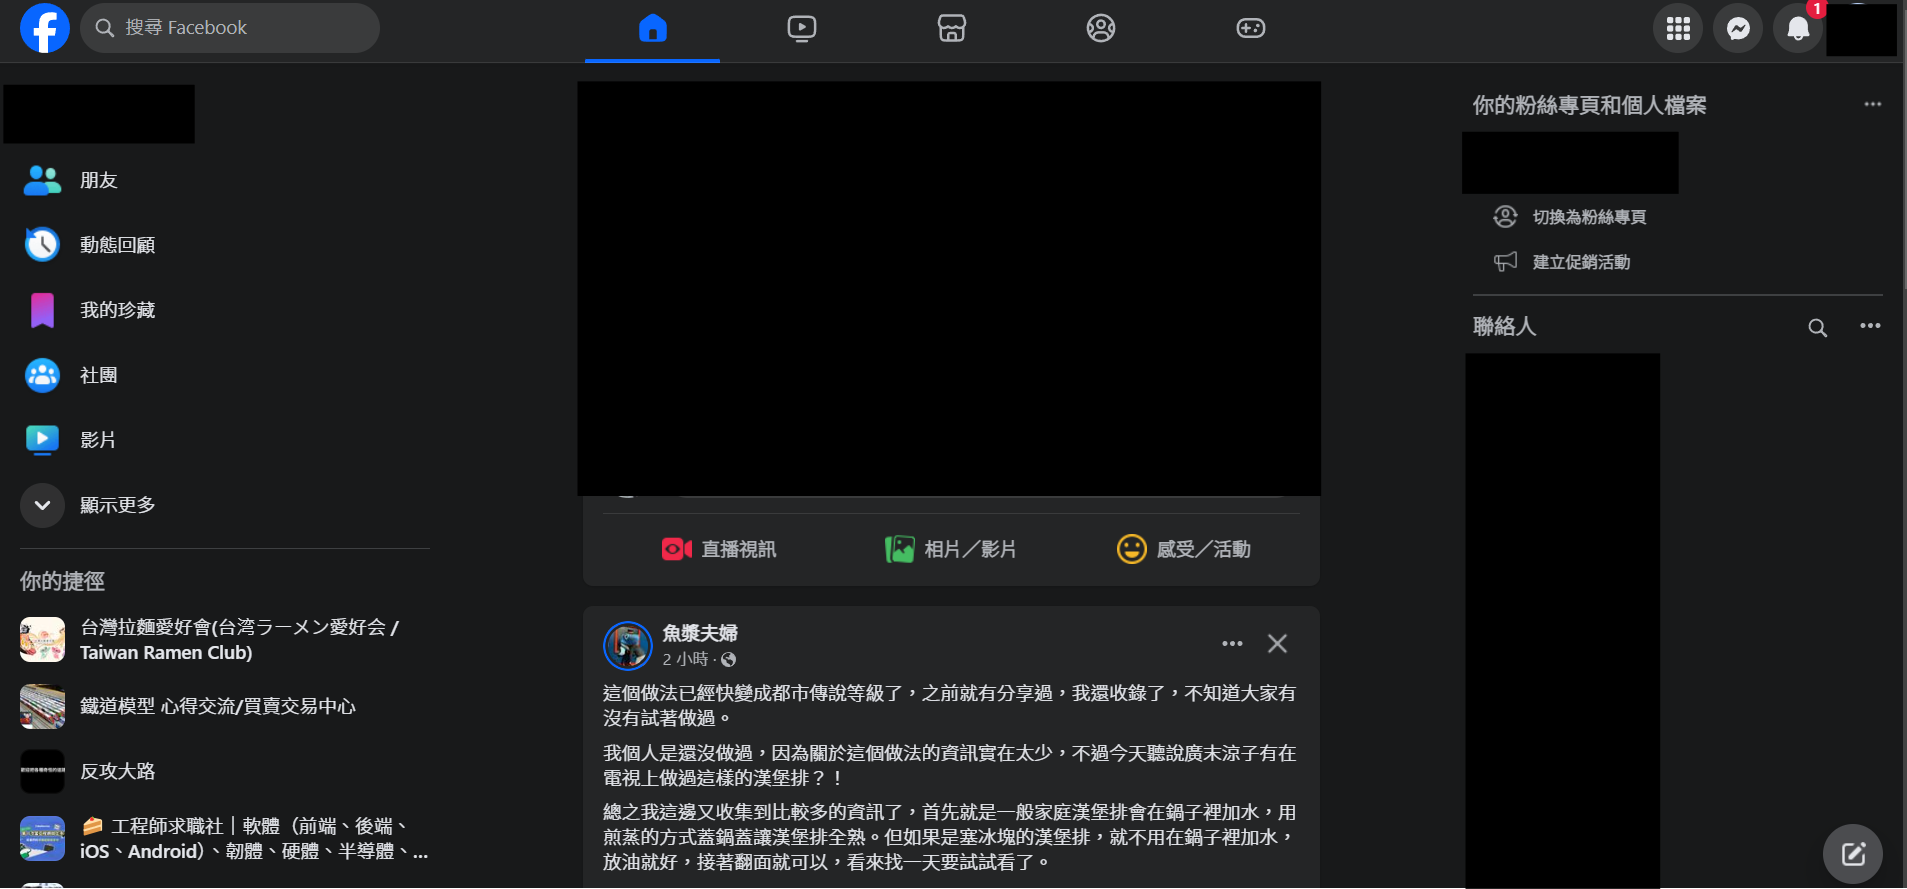 搜尋 Facebook
1
朋友
動態回顧
我的珍藏
社團
影片
顯示更多
你的捷徑
台灣拉麵愛好會(台湾ラーメン愛好会 /
Taiwan Ramen Club)
鐵道模型 心得交流/買賣交易中心
反攻大路
工程師求職社｜軟體（前端、後端、
iOS、Android）、韌體、硬體、半導體、...
直播視訊
相片／影片
感受／活動
魚漿夫婦
2 小時 ·
這個做法已經快變成都市傳說等級了，之前就有分享過，我還收錄了，不知道大家有
沒有試著做過。
我個人是還沒做過，因為關於這個做法的資訊實在太少，不過今天聽說廣末涼子有在
電視上做過這樣的漢堡排？！
總之我這邊又收集到比較多的資訊了，首先就是一般家庭漢堡排會在鍋子裡加水，用
煎蒸的方式蓋鍋蓋讓漢堡排全熟。但如果是塞冰塊的漢堡排，就不用在鍋子裡加水，
放油就好，接著翻面就可以，看來找一天要試試看了。
你的粉絲專頁和個人檔案
切換為粉絲專頁
建立促銷活動
聯絡人